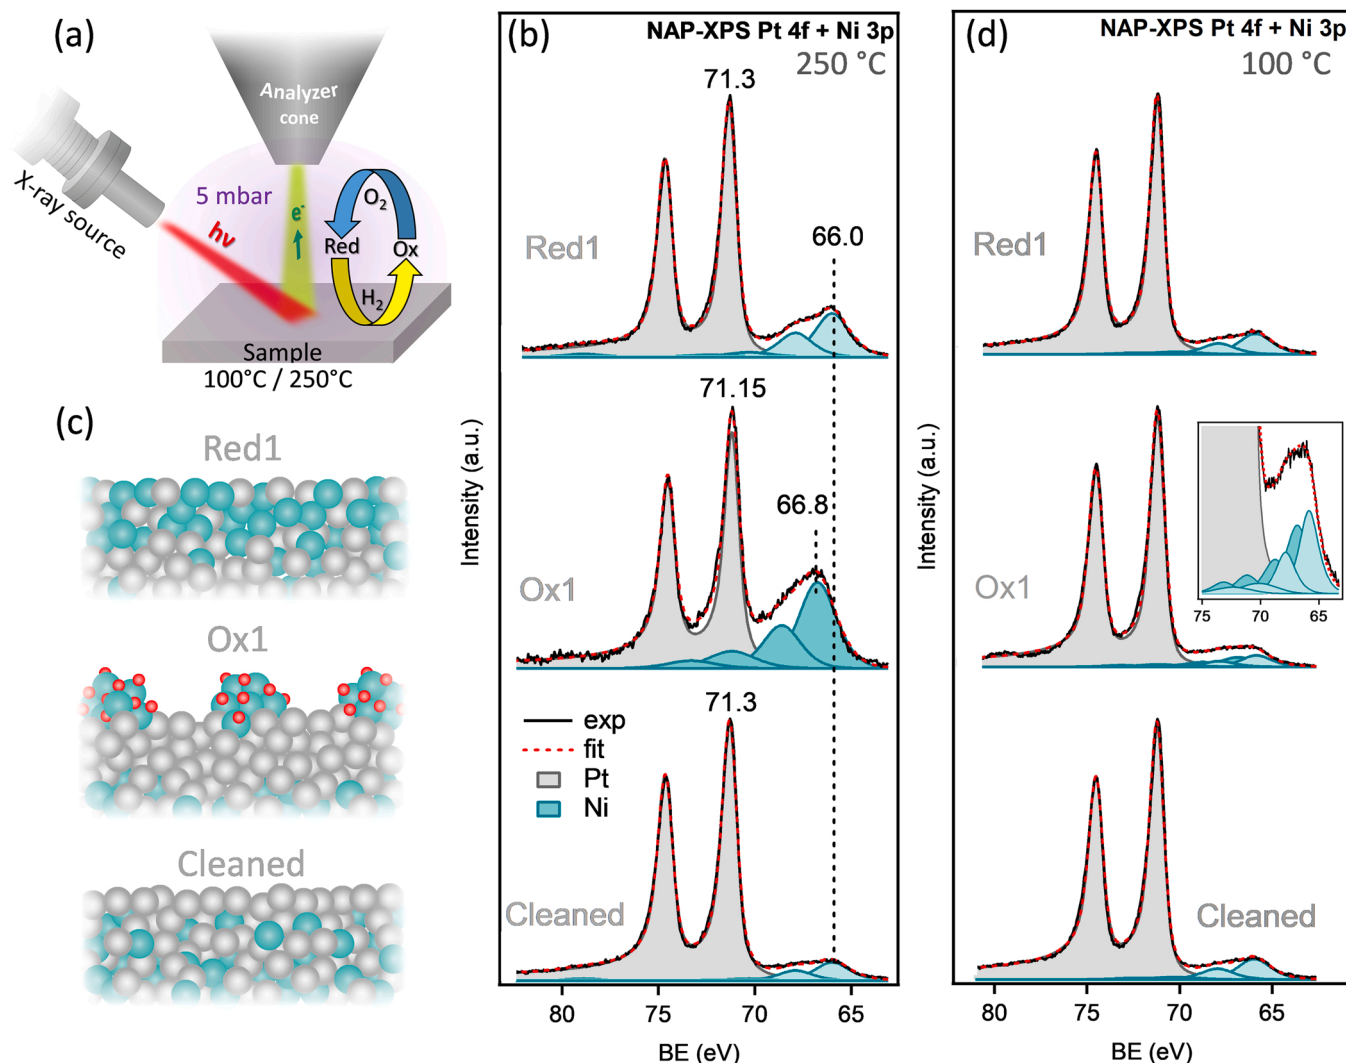 (a)
Analyzer
cone
X-ray source
5 mbar
hν
e-
O2
Red
Ox
H2
Sample
100°C / 250°C
(c)
Red1
Ox1
Cleaned
(b)
NAP-XPS Pt 4f + Ni 3p
250 °C
71.3
Red1
66.0
71.15
66.8
Ox1
71.3
exp
fit
Pt
Ni
Cleaned
Intensity (a.u.)
80 75 70 65
BE (eV)
(d)
NAP-XPS Pt 4f + Ni 3p
100 °C
Red1
Ox1
75 70 65
Cleaned
Intensity (a.u.)
80 75 70 65
BE (eV)